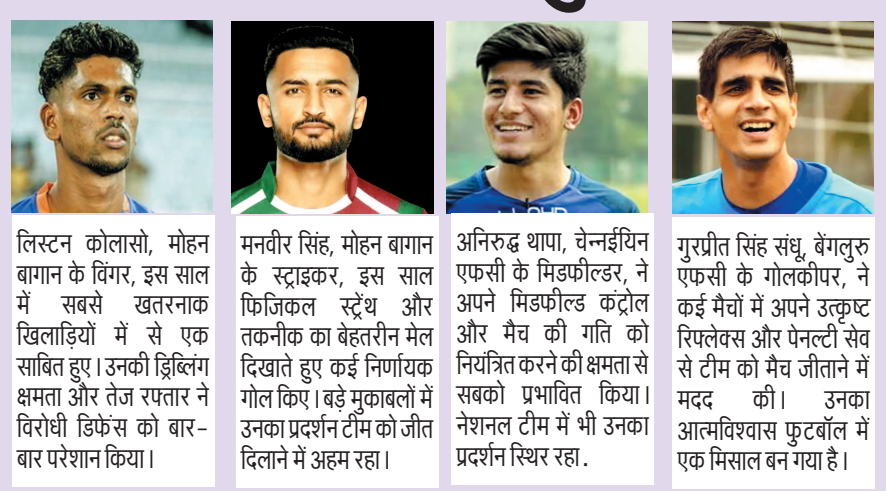 लिस्टन कोलासो, मोहन
बागान के विंगर, इस साल
में सबसे खतरनाक
खिलाड़ियों में से एक
साबित हुए। उनकी ड्रिब्लिंग
क्षमता और तेज रफ्तार ने
विरोधी डिफेंस को बार-
बार परेशान किया।
मनवीर सिंह, मोहन बागान
के स्ट्राइकर, इस साल
फिजिकल स्ट्रेंथ और
तकनीक का बेहतरीन मेल
दिखाते हुए कई निर्णायक
गोल किए। बड़े मुकाबलों में
उनका प्रदर्शन टीम को जीत
दिलाने में अहम रहा।
अनिरुद्ध थापा, चेन्नईयिन
एफसी के मिडफील्डर, ने
अपने मिडफील्ड कंट्रोल
और मैच की गति को
नियंत्रित करने की क्षमता से
सबको प्रभावित किया।
नेशनल टीम में भी उनका
प्रदर्शन स्थिर रहा.
गुरप्रीत सिंह संधू, बेंगलुरु
एफसी के गोलकीपर, ने
कई मैचों में अपने उत्कृष्ट
रिफ्लेक्स और पेनल्टी सेव
से टीम को मैच जीताने में
मदद की। उनका
आत्मविश्वास फुटबॉल में
एक मिसाल बन गया है।